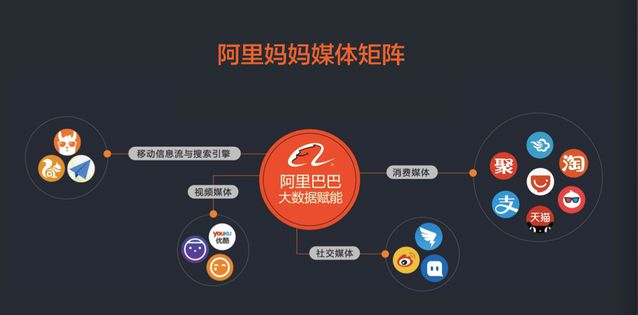 阿里妈妈媒体矩阵
移动信息流与搜索引擎
视频媒体
YOUKU
优酷
阿里巴巴
大数据赋能
消费媒体
聚
淘
支
天猫
社交媒体